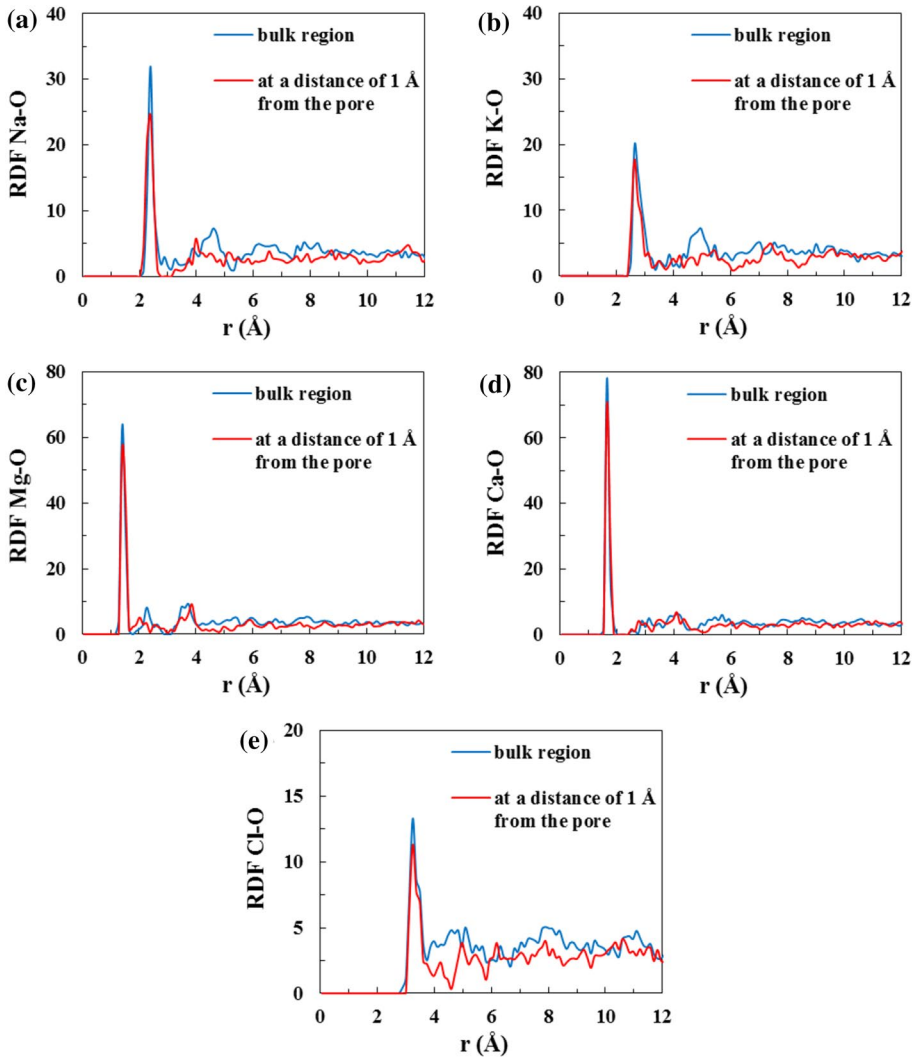 (a)
40
30
20
10
0
RDF Na-O
bulk region
at a distance of 1 Å
from the pore
0 2 4 6 8 10 12
r (Å)
(b)
40
30
20
10
0
RDF K-O
bulk region
at a distance of 1 Å
from the pore
0 2 4 6 8 10 12
r (Å)
(c)
80
60
40
20
0
RDF Mg-O
bulk region
at a distance of 1 Å
from the pore
0 2 4 6 8 10 12
r (Å)
(d)
80
60
40
20
0
RDF Ca-O
bulk region
at a distance of 1 Å
from the pore
0 2 4 6 8 10 12
r (Å)
(e)
20
15
10
5
0
RDF Cl-O
bulk region
at a distance of 1 Å
from the pore
0 2 4 6 8 10 12
r (Å)